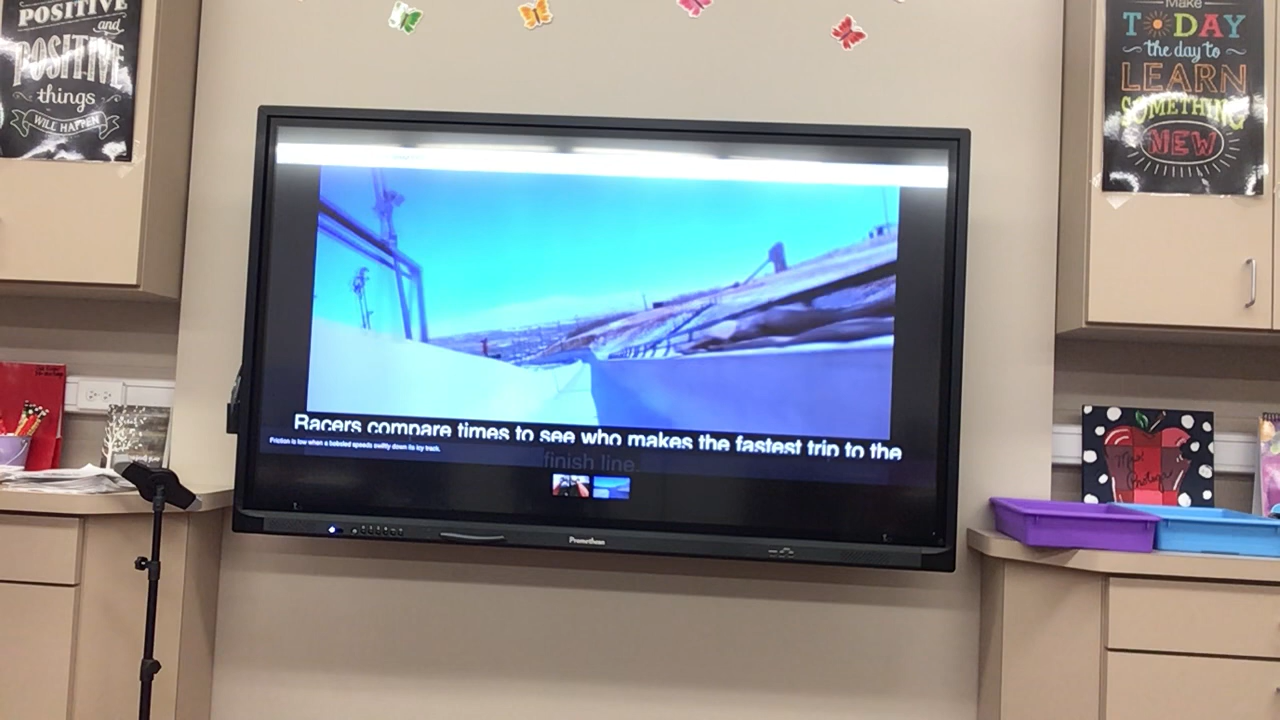 POSITIVE
and
POSITIVE
things
WILL HAPPEN
Make
TODAY
the day to
LEARN
SOMETHING
NEW
Racers compare times to see who makes the fastest trip to the
finish line.
Friction is low when a bobsled speeds swiftly down its icy track.
Promethean